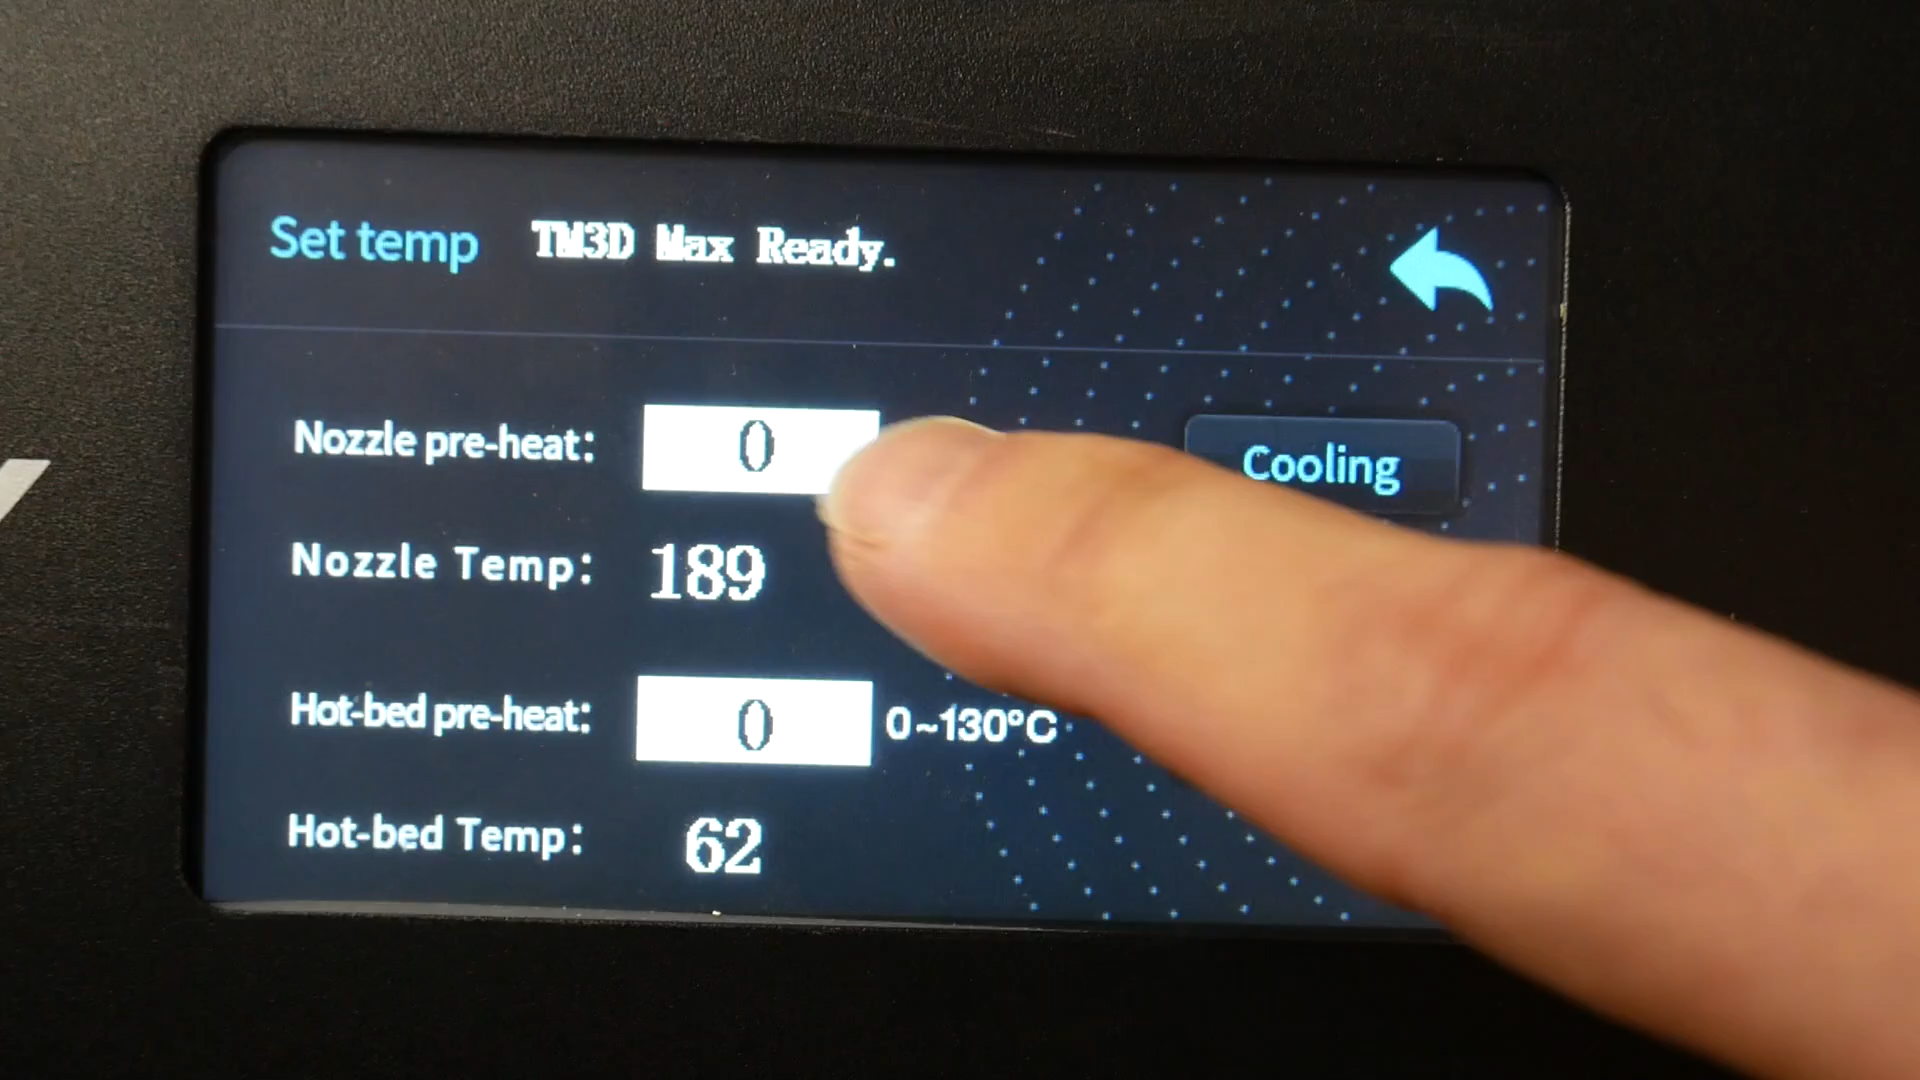 Set temp TM3D Max Ready.
Nozzle pre-heat: 0 Cooling
Nozzle Temp: 189
Hot-bed pre-heat: 0 0~130°C
Hot-bed Temp: 62